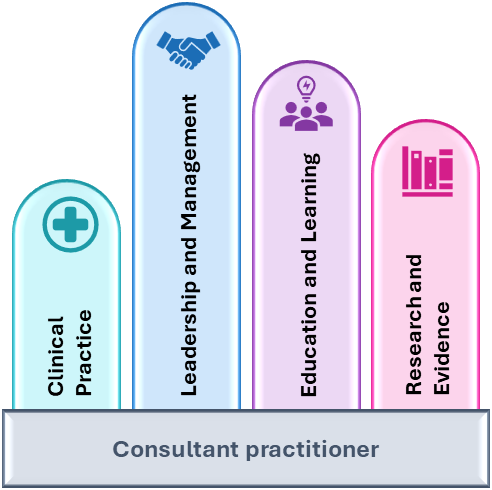 Clinical
Practice
Leadership and Management
Education and Learning
Research and
Evidence
Consultant practitioner